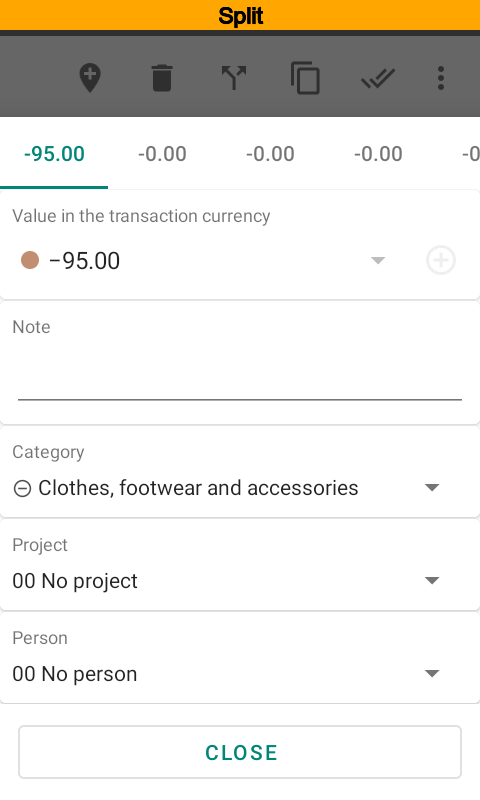 Split
-95.00 -0.00 -0.00 -0.00 -0
Value in the transaction currency
−95.00
Note
Category
Clothes, footwear and accessories
Project
00 No project
Person
00 No person
CLOSE